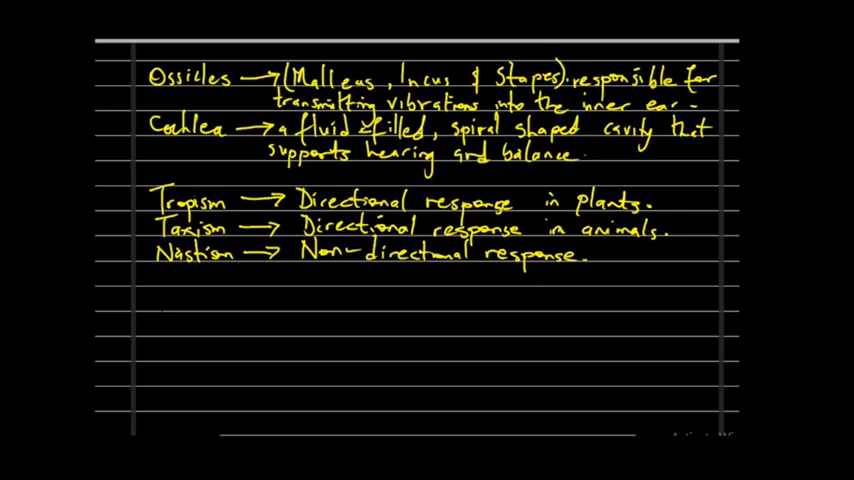 Ossicles → (Malleus, Incus & Stapes). responsible for
transmitting vibrations into the inner ear.
Cochlea → a fluid filled, spiral shaped cavity that
supports hearing and balance.
Tropism → Directional response in plants.
Taxism → Directional response in animals.
Nastism → Non-directional response.